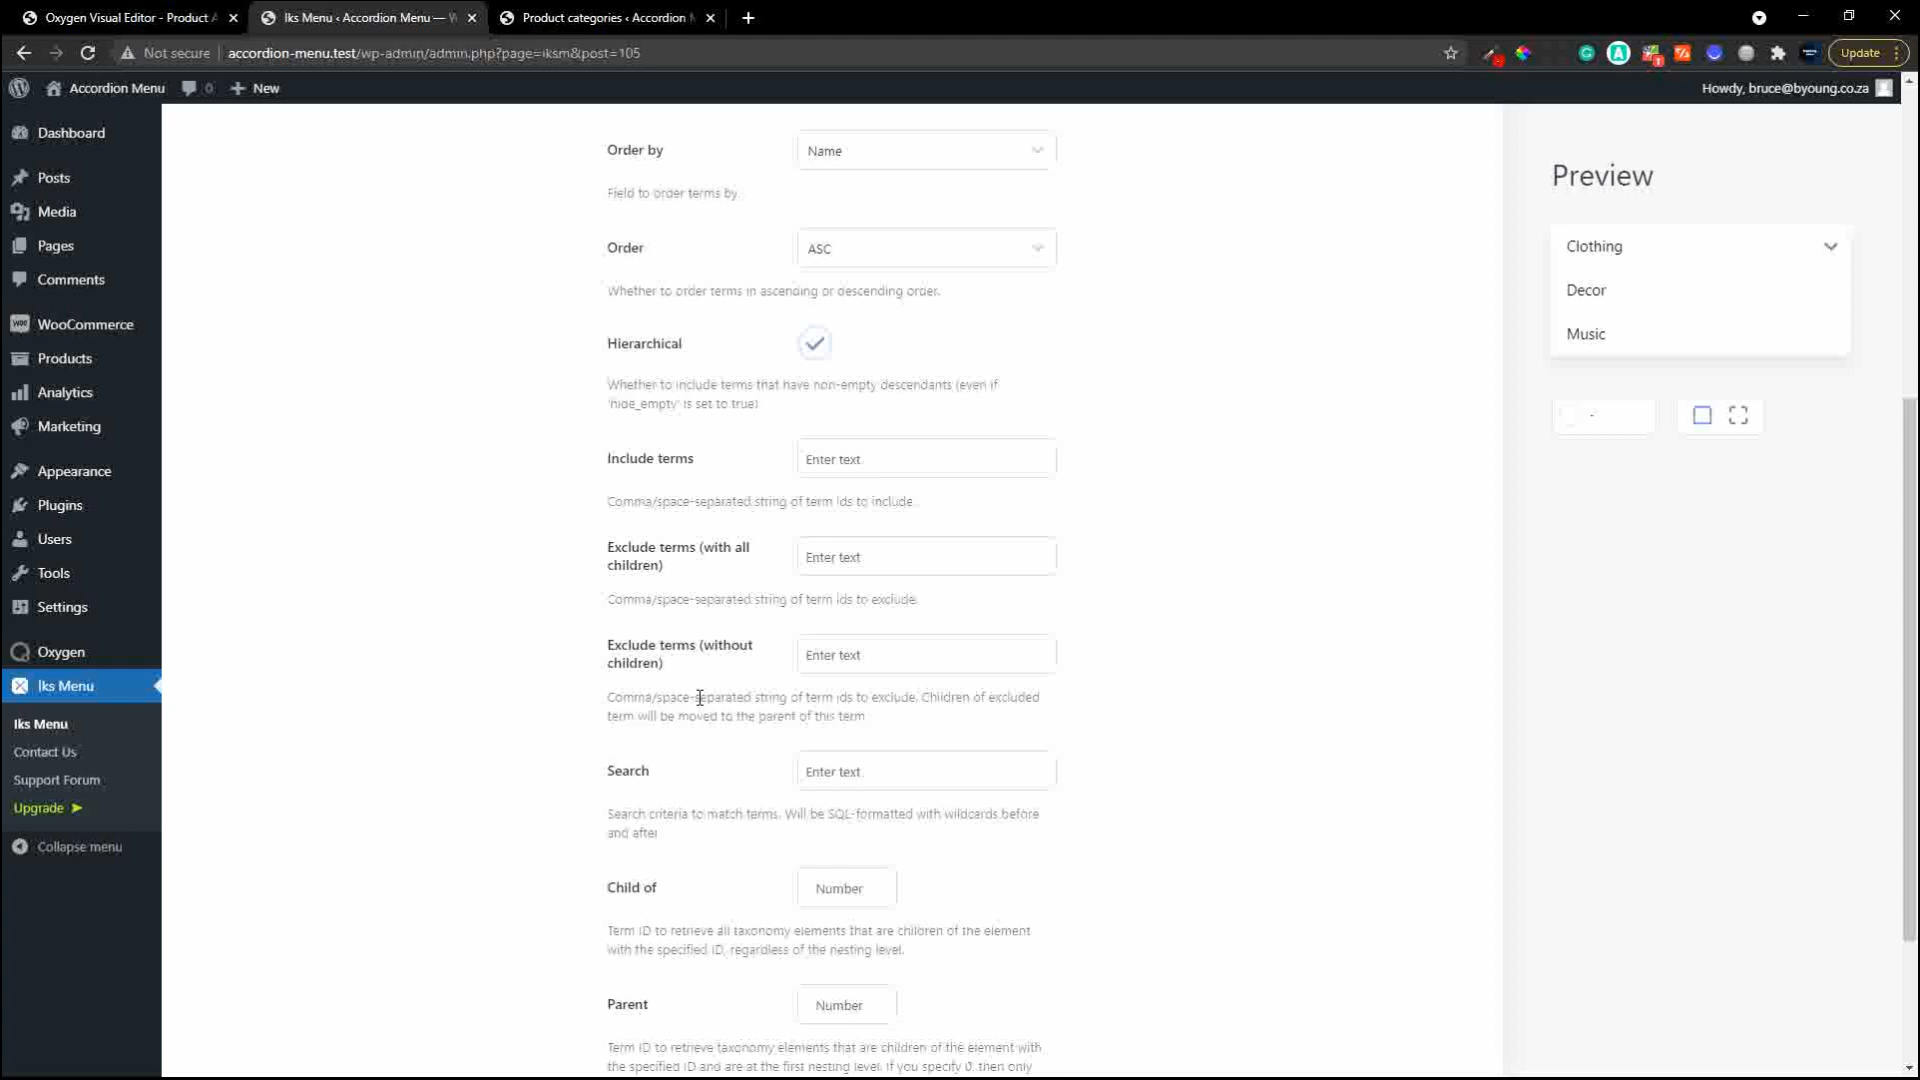 Oxygen Visual Editor - Product A
Iks Menu ‹ Accordion Menu — W
Product categories ‹ Accordion M
Not secure
accordion-menu.test/wp-admin/admin.php?page=iksm&post=105
Update
Accordion Menu
0
New
Howdy, bruce@byoung.co.za
Dashboard
Posts
Media
Pages
Comments
WooCommerce
Products
Analytics
Marketing
Appearance
Plugins
Users
Tools
Settings
Oxygen
Iks Menu
Iks Menu
Contact Us
Support Forum
Upgrade ➤
Collapse menu
Order by
Name
Field to order terms by.
Order
ASC
Whether to order terms in ascending or descending order.
Hierarchical
Whether to include terms that have non-empty descendants (even if
'hide_empty' is set to true)
Include terms
Enter text
Comma/space-separated string of term ids to include.
Exclude terms (with all
children)
Enter text
Comma/space-separated string of term ids to exclude.
Exclude terms (without
children)
Enter text
Comma/space-separated string of term ids to exclude. Children of excluded
term will be moved to the parent of this term
Search
Enter text
Search criteria to match terms. Will be SQL-formatted with wildcards before
and after
Child of
Number
Term ID to retrieve all taxonomy elements that are children of the element
with the specified ID, regardless of the nesting level.
Parent
Number
Term ID to retrieve taxonomy elements that are children of the element with
the specified ID and are at the first nesting level. If you specify 0, then only
Preview
Clothing
Decor
Music